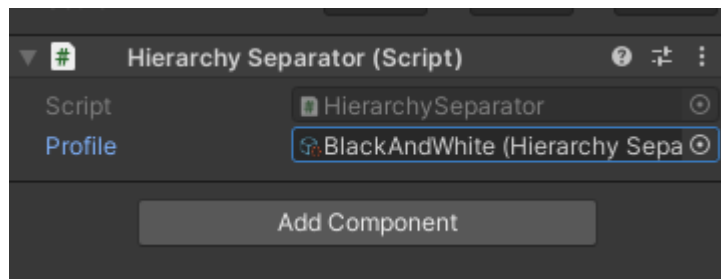 Hierarchy Separator (Script)
Script HierarchySeparator
Profile BlackAndWhite (Hierarchy Sepa
Add Component